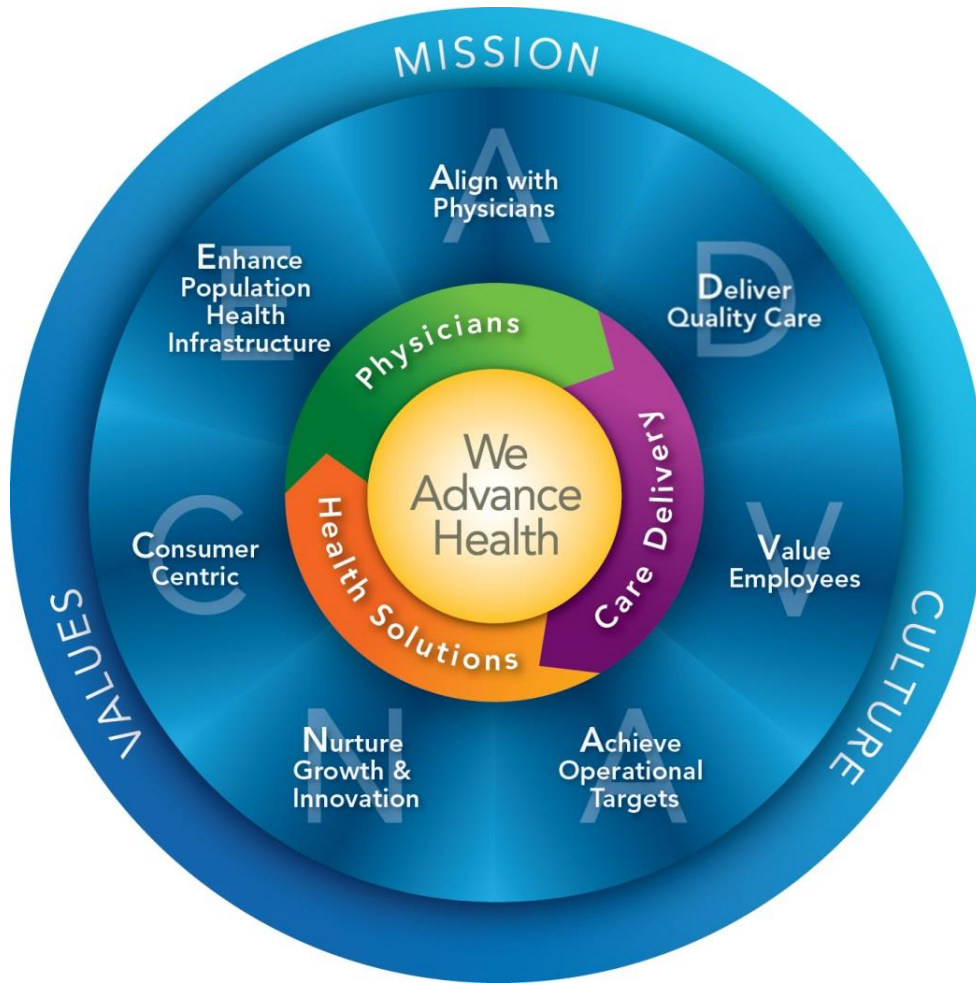 MISSION
A
Align with
Physicians
D
Deliver
Quality Care
V
Value
Employees
A
Achieve
Operational
Targets
N
Nurture
Growth &
Innovation
C
Consumer
Centric
E
Enhance
Population
Health
Infrastructure
Physicians
Care Delivery
Health Solutions
We
Advance
Health
CULTURE
VALUES